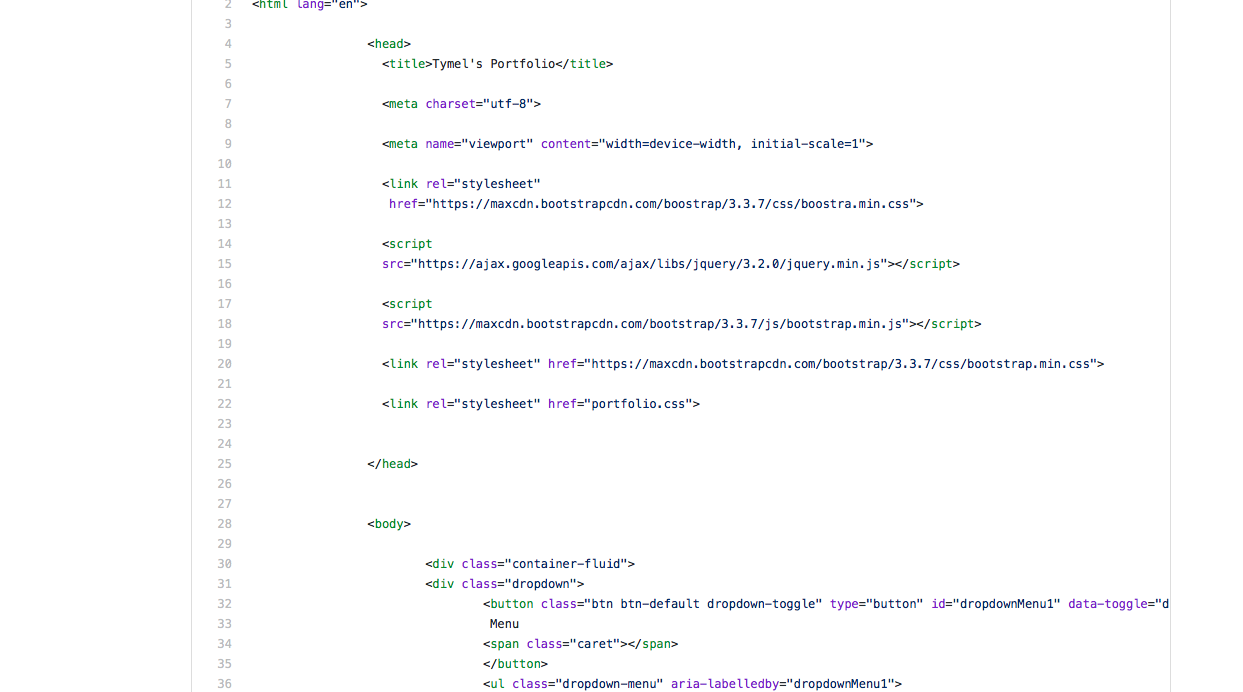 2 <html lang="en">
3
4 <head>
5 <title>Tymel's Portfolio</title>
6
7 <meta charset="utf-8">
8
9 <meta name="viewport" content="width=device-width, initial-scale=1">
10
11 <link rel="stylesheet"
12 href="https://maxcdn.bootstrapcdn.com/boostrap/3.3.7/css/boostra.min.css">
13
14 <script
15 src="https://ajax.googleapis.com/ajax/libs/jquery/3.2.0/jquery.min.js"></script>
16
17 <script
18 src="https://maxcdn.bootstrapcdn.com/bootstrap/3.3.7/js/bootstrap.min.js"></script>
19
20 <link rel="stylesheet" href="https://maxcdn.bootstrapcdn.com/bootstrap/3.3.7/css/bootstrap.min.css">
21
22 <link rel="stylesheet" href="portfolio.css">
23
24
25 </head>
26
27
28 <body>
29
30 <div class="container-fluid">
31 <div class="dropdown">
32 <button class="btn btn-default dropdown-toggle" type="button" id="dropdownMenu1" data-toggle="d
33 Menu
34 <span class="caret"></span>
35 </button>
36 <ul class="dropdown-menu" aria-labelledby="dropdownMenu1">